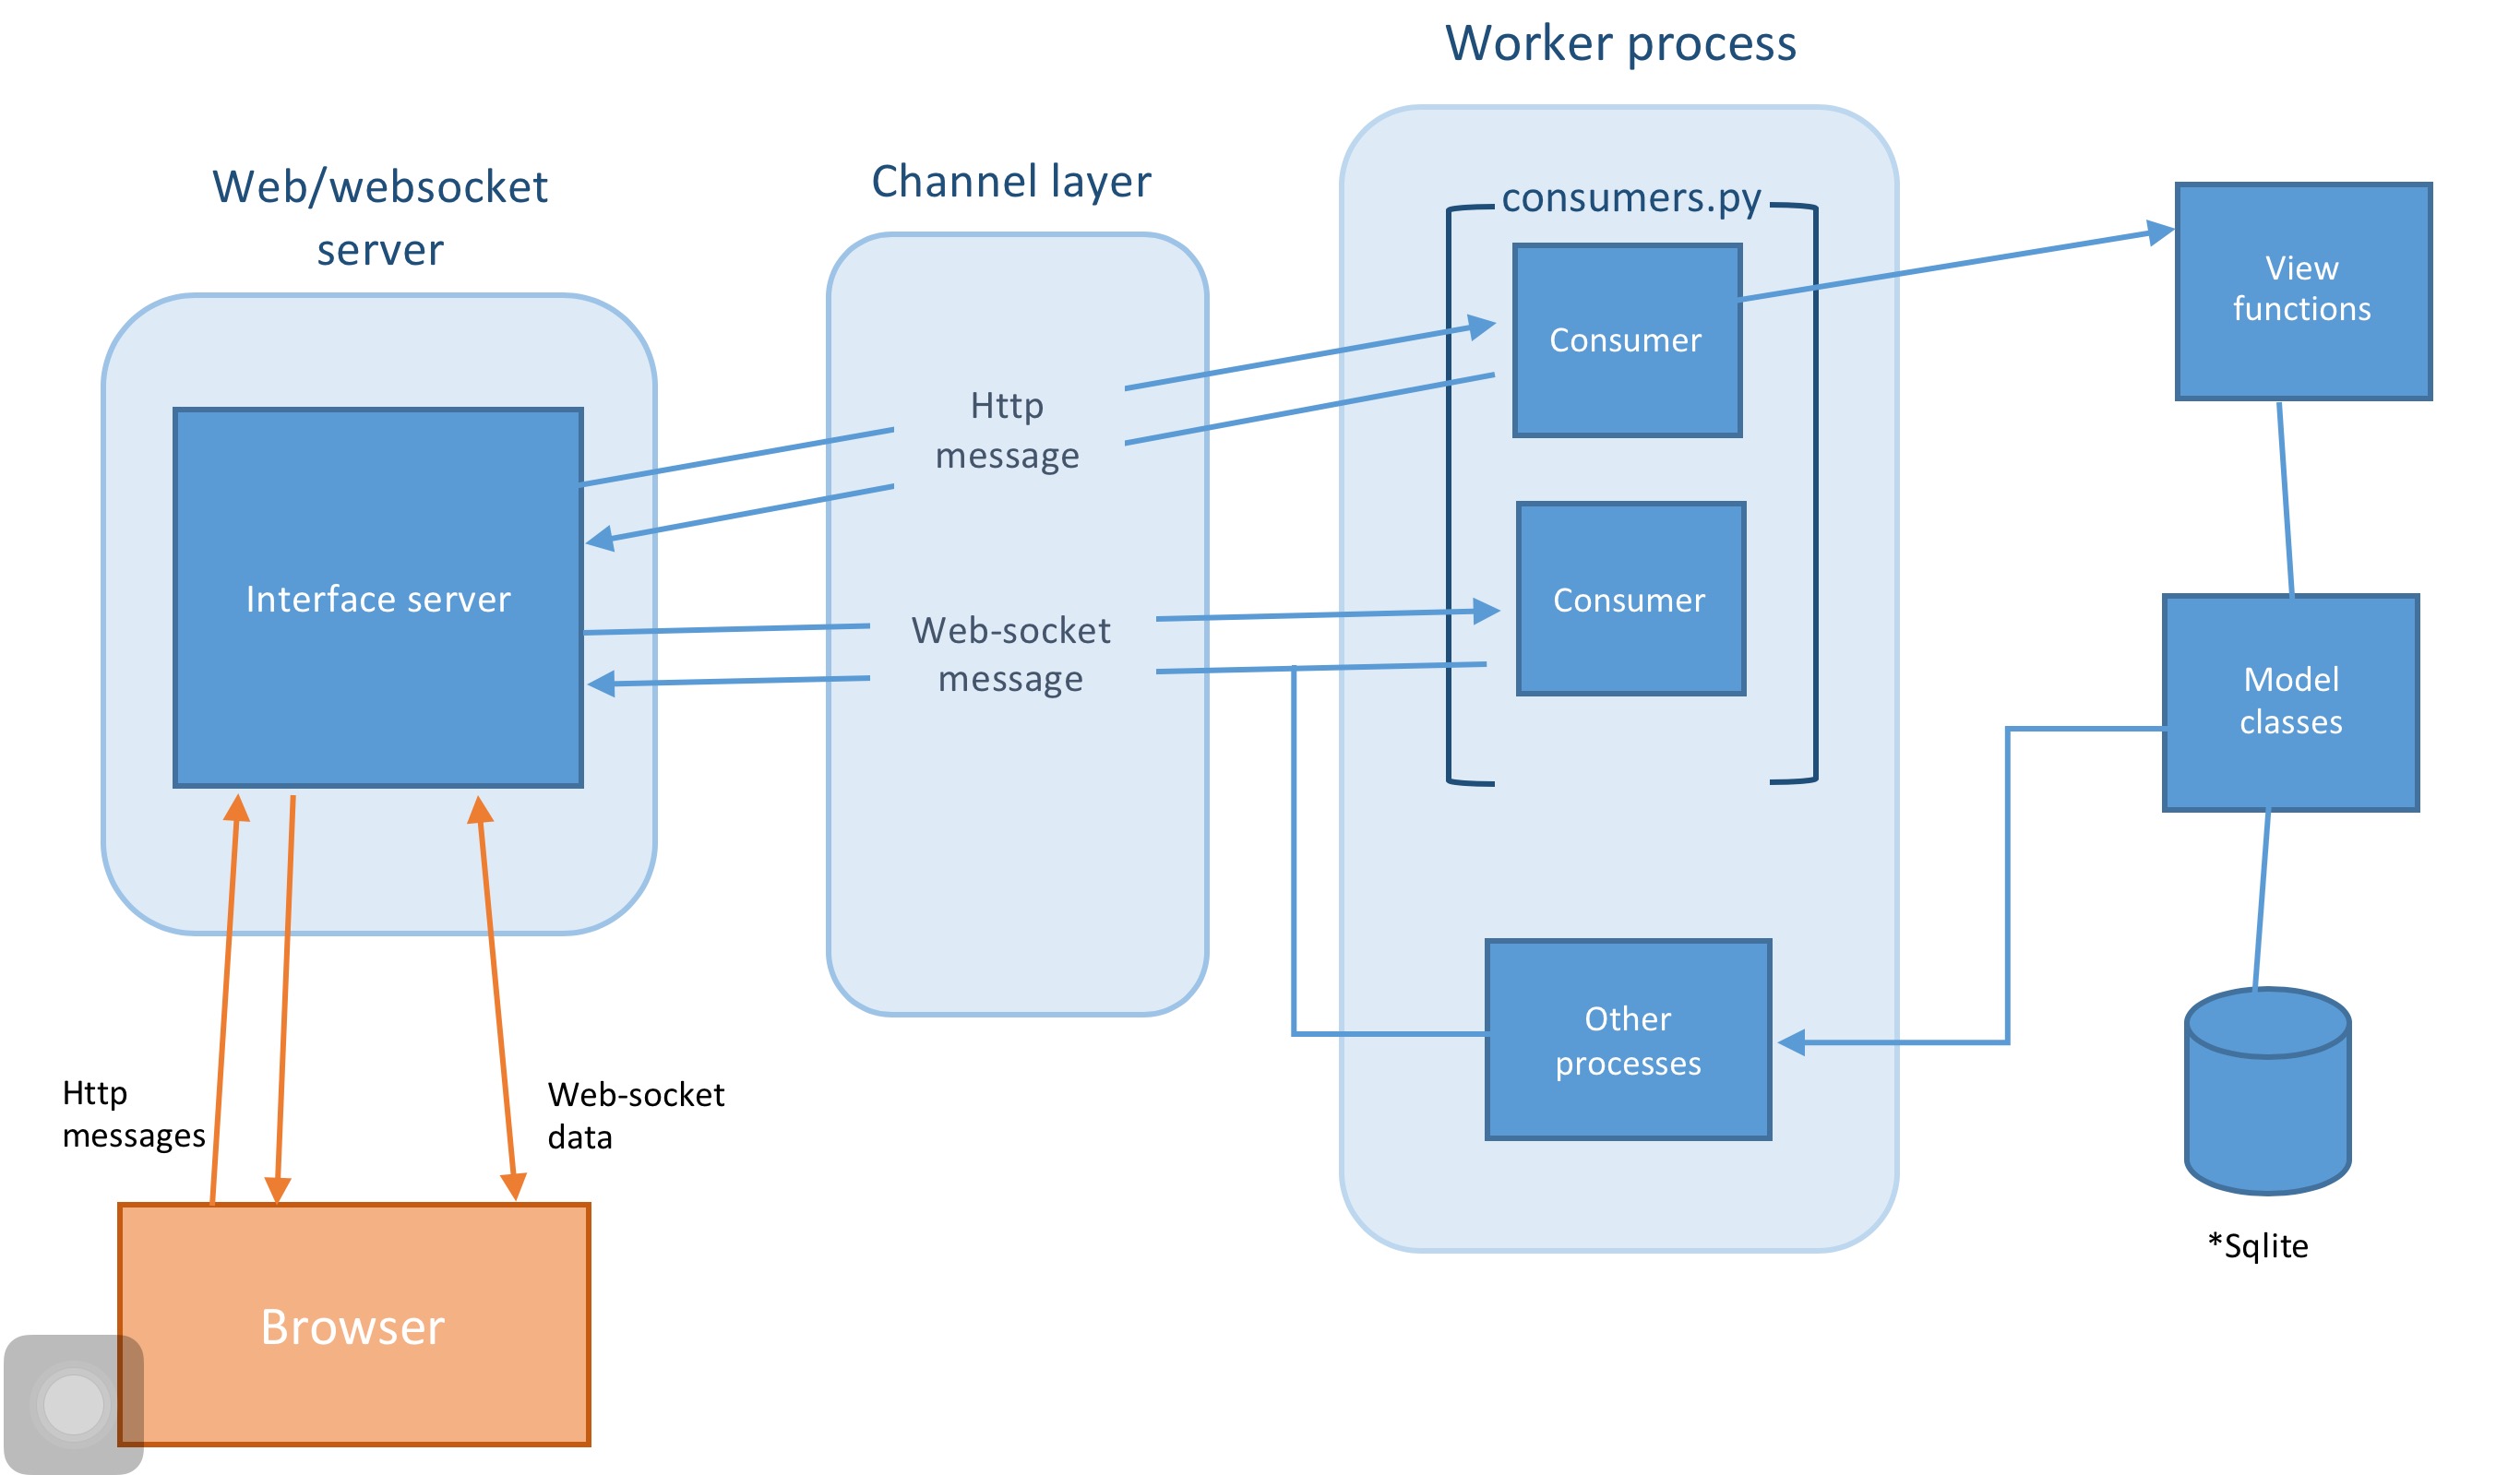 Worker process
Web/websocket
server
Channel layer
consumers.py
Consumer
View
functions
Http
message
Interface server
Consumer
Web-socket
message
Model
classes
Other
processes
Http
messages
Web-socket
data
*Sqlite
Browser